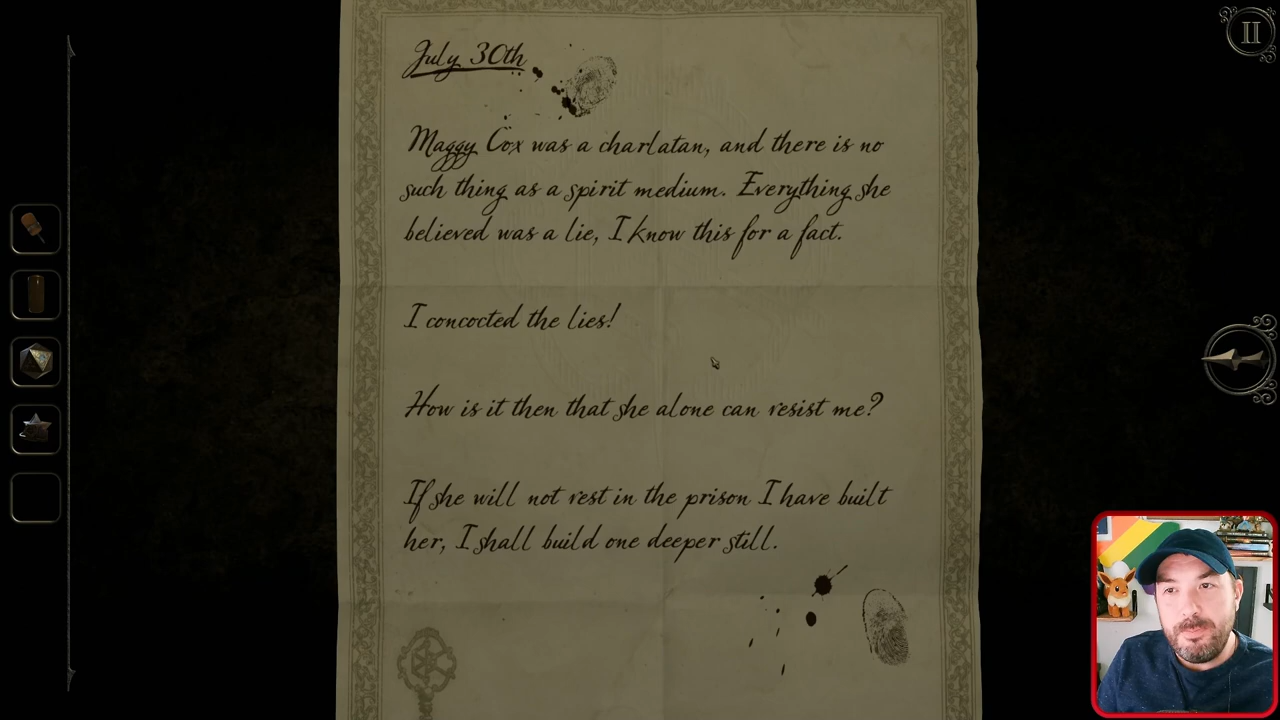 July 30th
Maggy Cox was a charlatan, and there is no
such thing as a spirit medium. Everything she
believed was a lie, I know this for a fact.
I concocted the lies!
How is it then that she alone can resist me?
If she will not rest in the prison I have built
her, I shall build one deeper still.